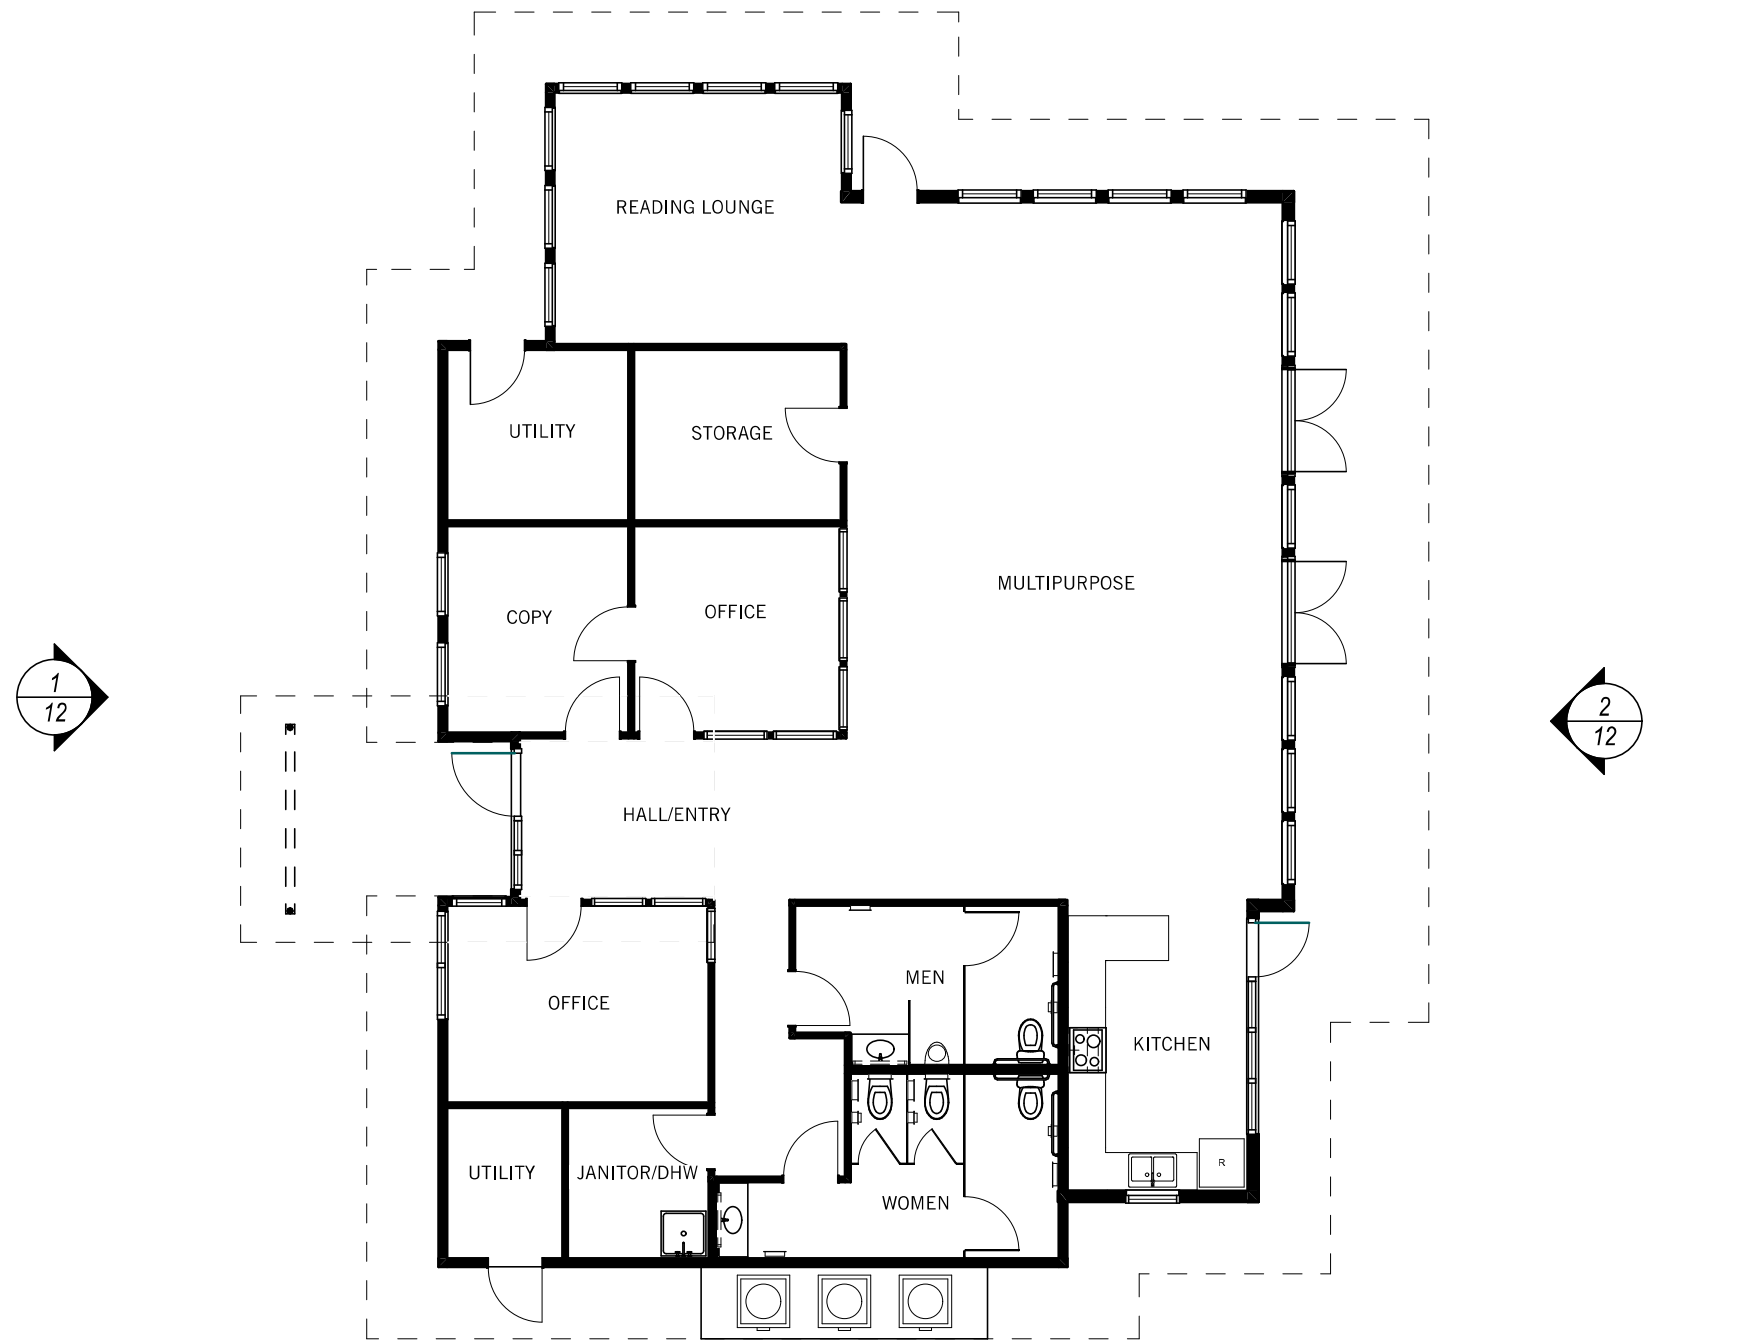 READING LOUNGE
UTILITY
STORAGE
MULTIPURPOSE
COPY
OFFICE
1
12
2
12
HALL/ENTRY
MEN
OFFICE
KITCHEN
UTILITY
JANITOR/DHW
R
WOMEN